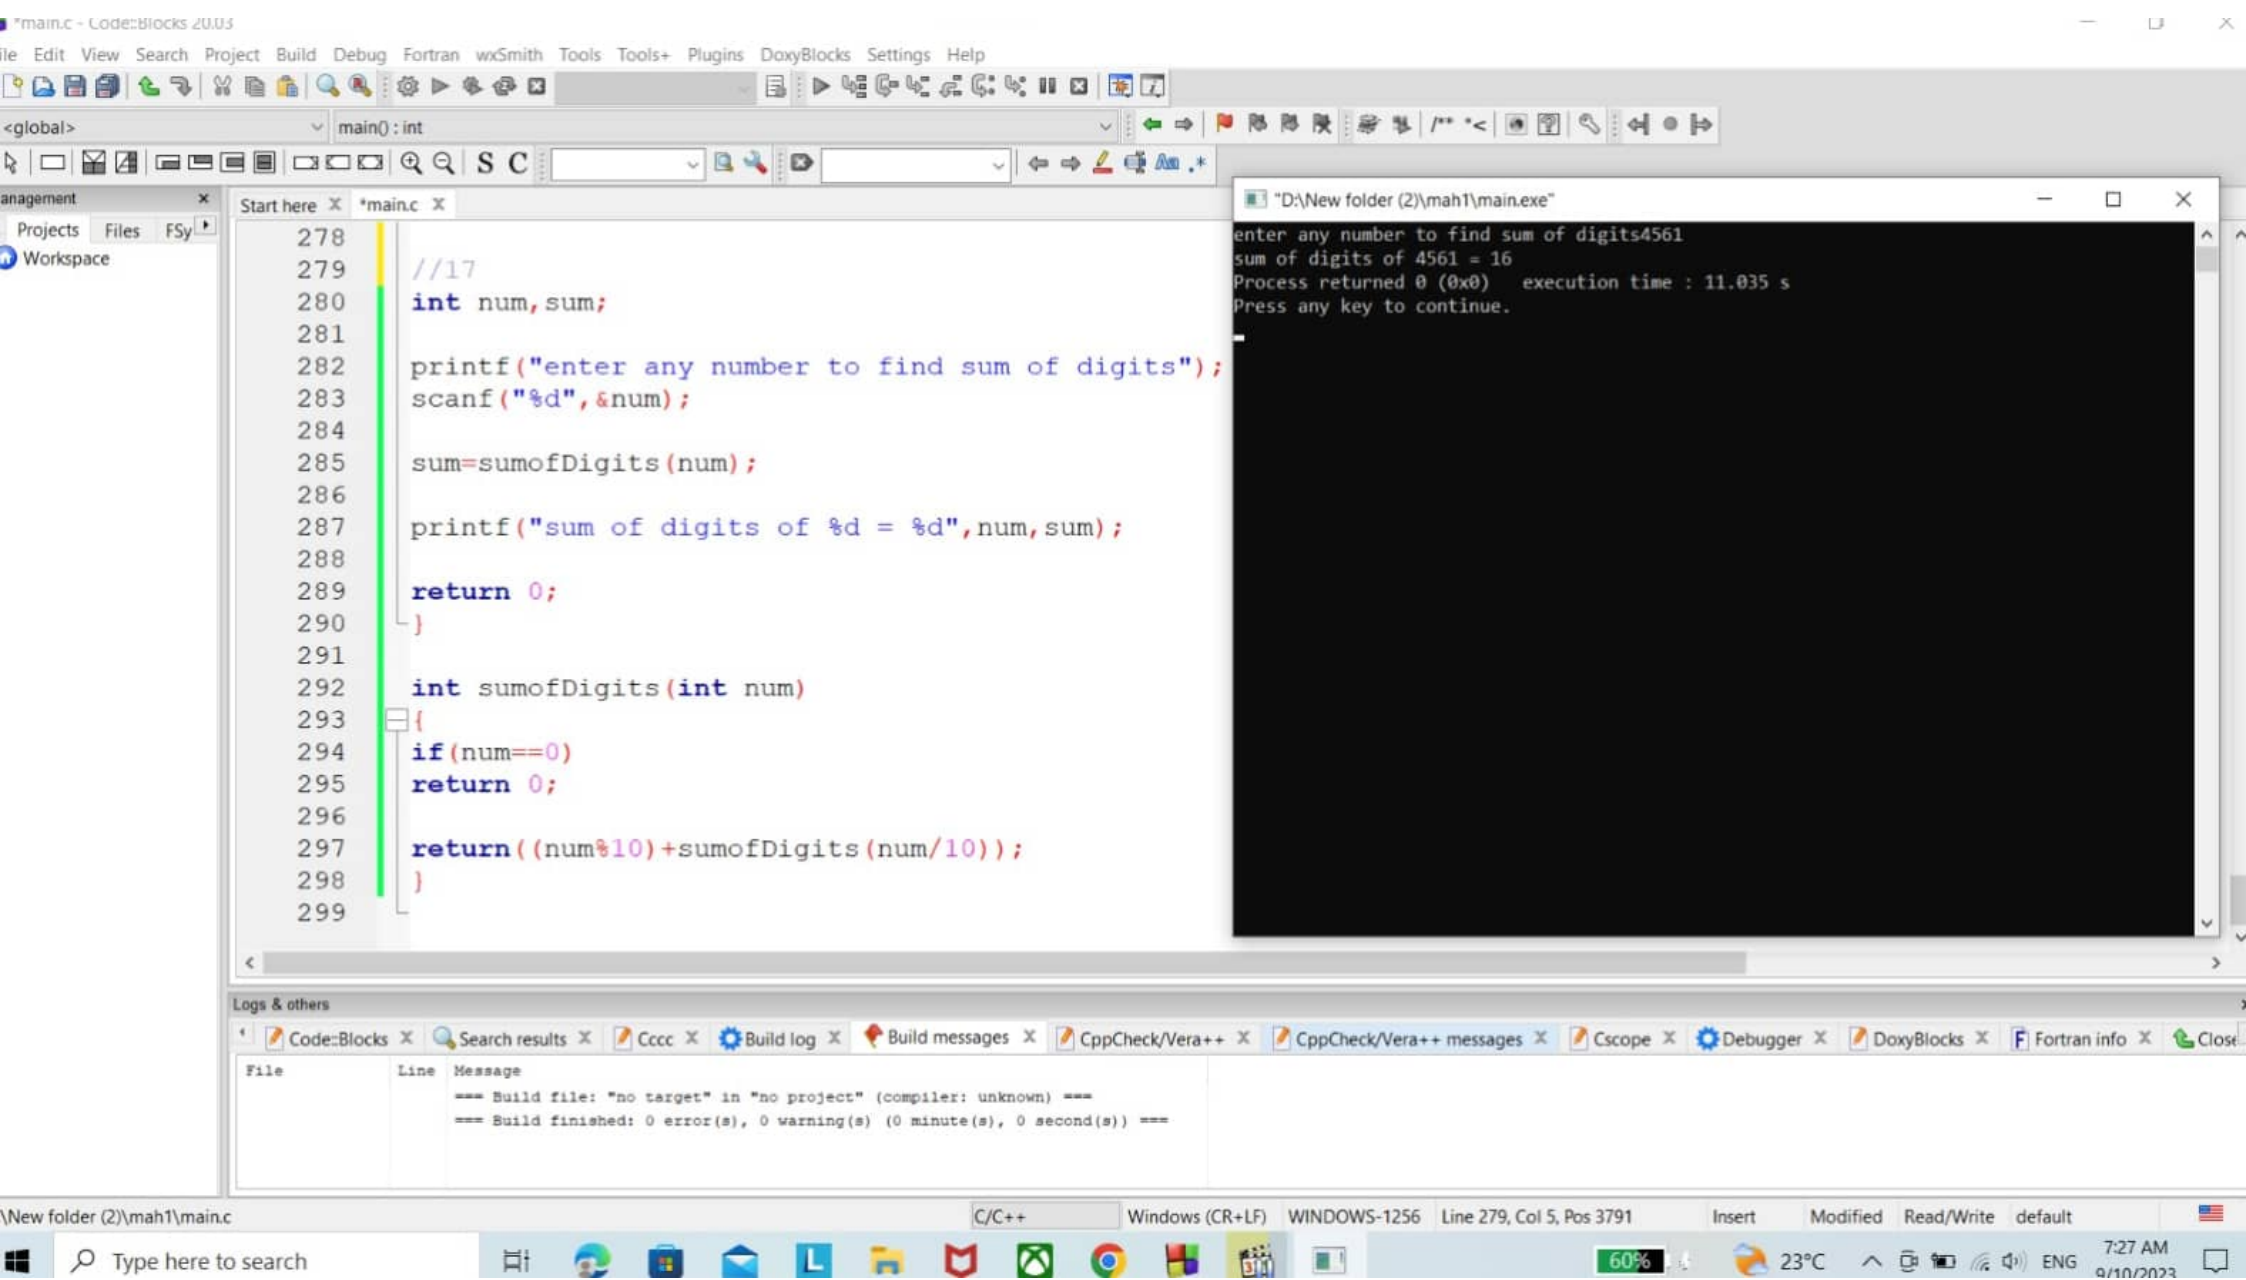 *main.c - Code::Blocks 20.03
ile Edit View Search Project Build Debug Fortran wxSmith Tools Tools+ Plugins DoxyBlocks Settings Help
<global> main() : int
/** *<
S C
Aa .*
anagement
Projects Files FSy
Workspace
Start here *main.c
278
279 //17
280 int num,sum;
281
282 printf("enter any number to find sum of digits");
283 scanf("%d",&num);
284
285 sum=sumofDigits(num);
286
287 printf("sum of digits of %d = %d",num,sum);
288
289 return 0;
290 }
291
292 int sumofDigits(int num)
293 {
294 if(num==0)
295 return 0;
296
297 return((num%10)+sumofDigits(num/10));
298 }
299
"D:\New folder (2)\mah1\main.exe"
enter any number to find sum of digits4561
sum of digits of 4561 = 16
Process returned 0 (0x0) execution time : 11.035 s
Press any key to continue.
Logs & others
Code::Blocks Search results Cccc Build log Build messages CppCheck/Vera++ CppCheck/Vera++ messages Cscope Debugger DoxyBlocks Fortran info Close
File Line Message
=== Build file: "no target" in "no project" (compiler: unknown) ===
=== Build finished: 0 error(s), 0 warning(s) (0 minute(s), 0 second(s)) ===
\New folder (2)\mah1\main.c C/C++ Windows (CR+LF) WINDOWS-1256 Line 279, Col 5, Pos 3791 Insert Modified Read/Write default
Type here to search 60% 23°C ENG 7:27 AM
9/10/2023